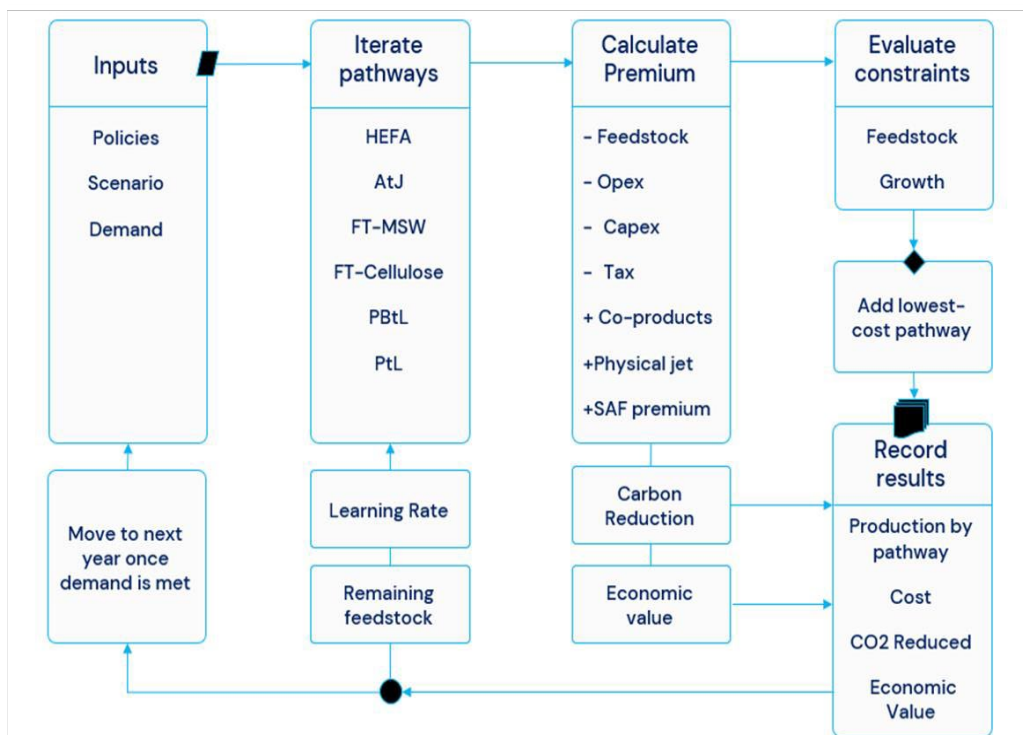 Inputs
Policies
Scenario
Demand
Iterate
pathways
HEFA
AtJ
FT-MSW
FT-Cellulose
PBtL
PtL
Calculate
Premium
- Feedstock
- Opex
- Capex
- Tax
+ Co-products
+Physical jet
+SAF premium
Evaluate
constraints
Feedstock
Growth
Add lowest-
cost pathway
Record
results
Production by
pathway
Cost
CO2 Reduced
Economic
Value
Carbon
Reduction
Economic
value
Learning Rate
Remaining
feedstock
Move to next
year once
demand is met